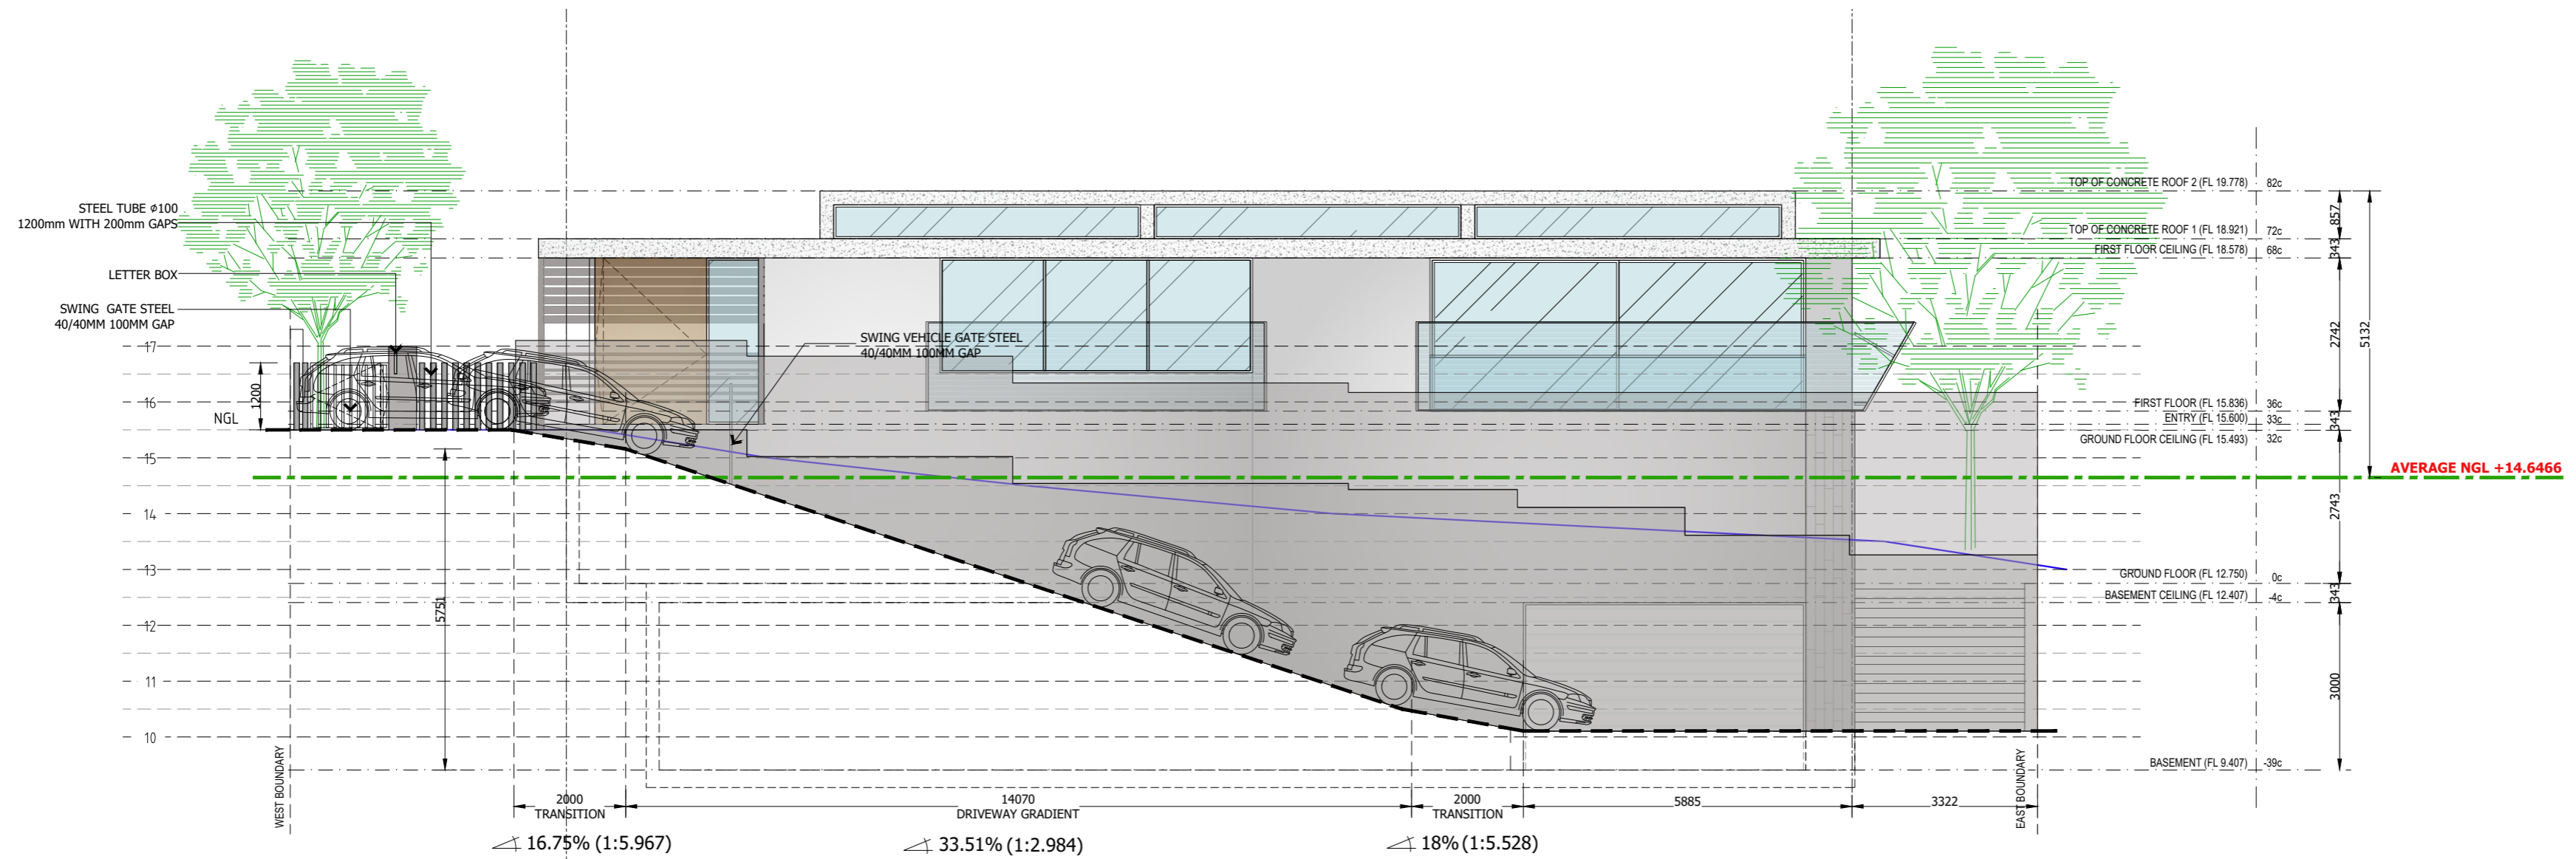 STEEL TUBE ø100
1200mm WITH 200mm GAPS
LETTER BOX
SWING GATE STEEL
40/40MM 100MM GAP
NGL
1200
SWING VEHICLE GATE STEEL
40/40MM 100MM GAP
17
16
15
14
13
12
11
10
5751
TOP OF CONCRETE ROOF 2 (FL 19.778) 82c
TOP OF CONCRETE ROOF 1 (FL 18.921) 72c
FIRST FLOOR CEILING (FL 18.578) 68c
FIRST FLOOR (FL 15.836) 36c
ENTRY (FL 15.600) 33c
GROUND FLOOR CEILING (FL 15.493) 32c
GROUND FLOOR (FL 12.750) 0c
BASEMENT CEILING (FL 12.407) -4c
BASEMENT (FL 9.407) -39c
857
343
2742
343
2743
343
3000
5132
AVERAGE NGL +14.6466
WEST BOUNDARY
EAST BOUNDARY
2000
TRANSITION
14070
DRIVEWAY GRADIENT
2000
TRANSITION
5885
3322
16.75% (1:5.967)
33.51% (1:2.984)
18% (1:5.528)